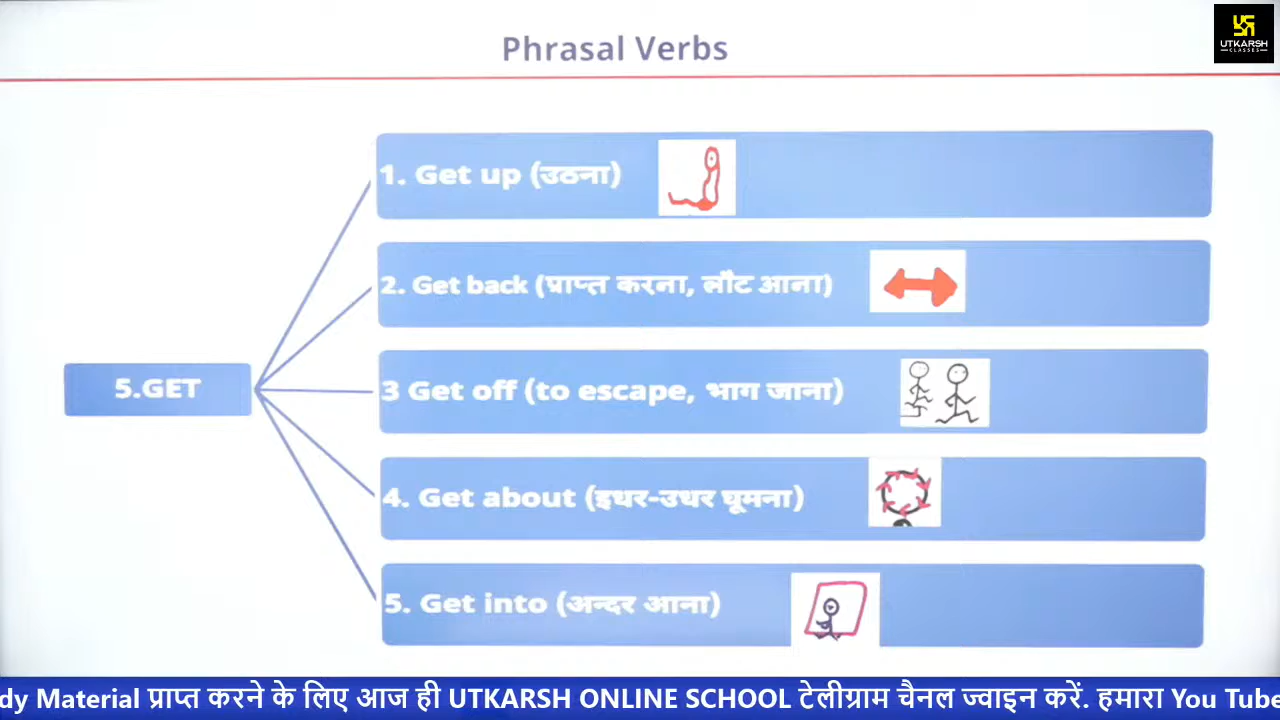 Phrasal Verbs
UTKARSH
CLASSES
1. Get up (उठना)
2. Get back (प्राप्त करना, लौट आना)
5.GET
3 Get off (to escape, भाग जाना)
4. Get about (इधर-उधर घूमना)
5. Get into (अन्दर आना)
dy Material प्राप्त करने के लिए आज ही UTKARSH ONLINE SCHOOL टेलीग्राम चैनल ज्वाइन करें. हमारा You Tube